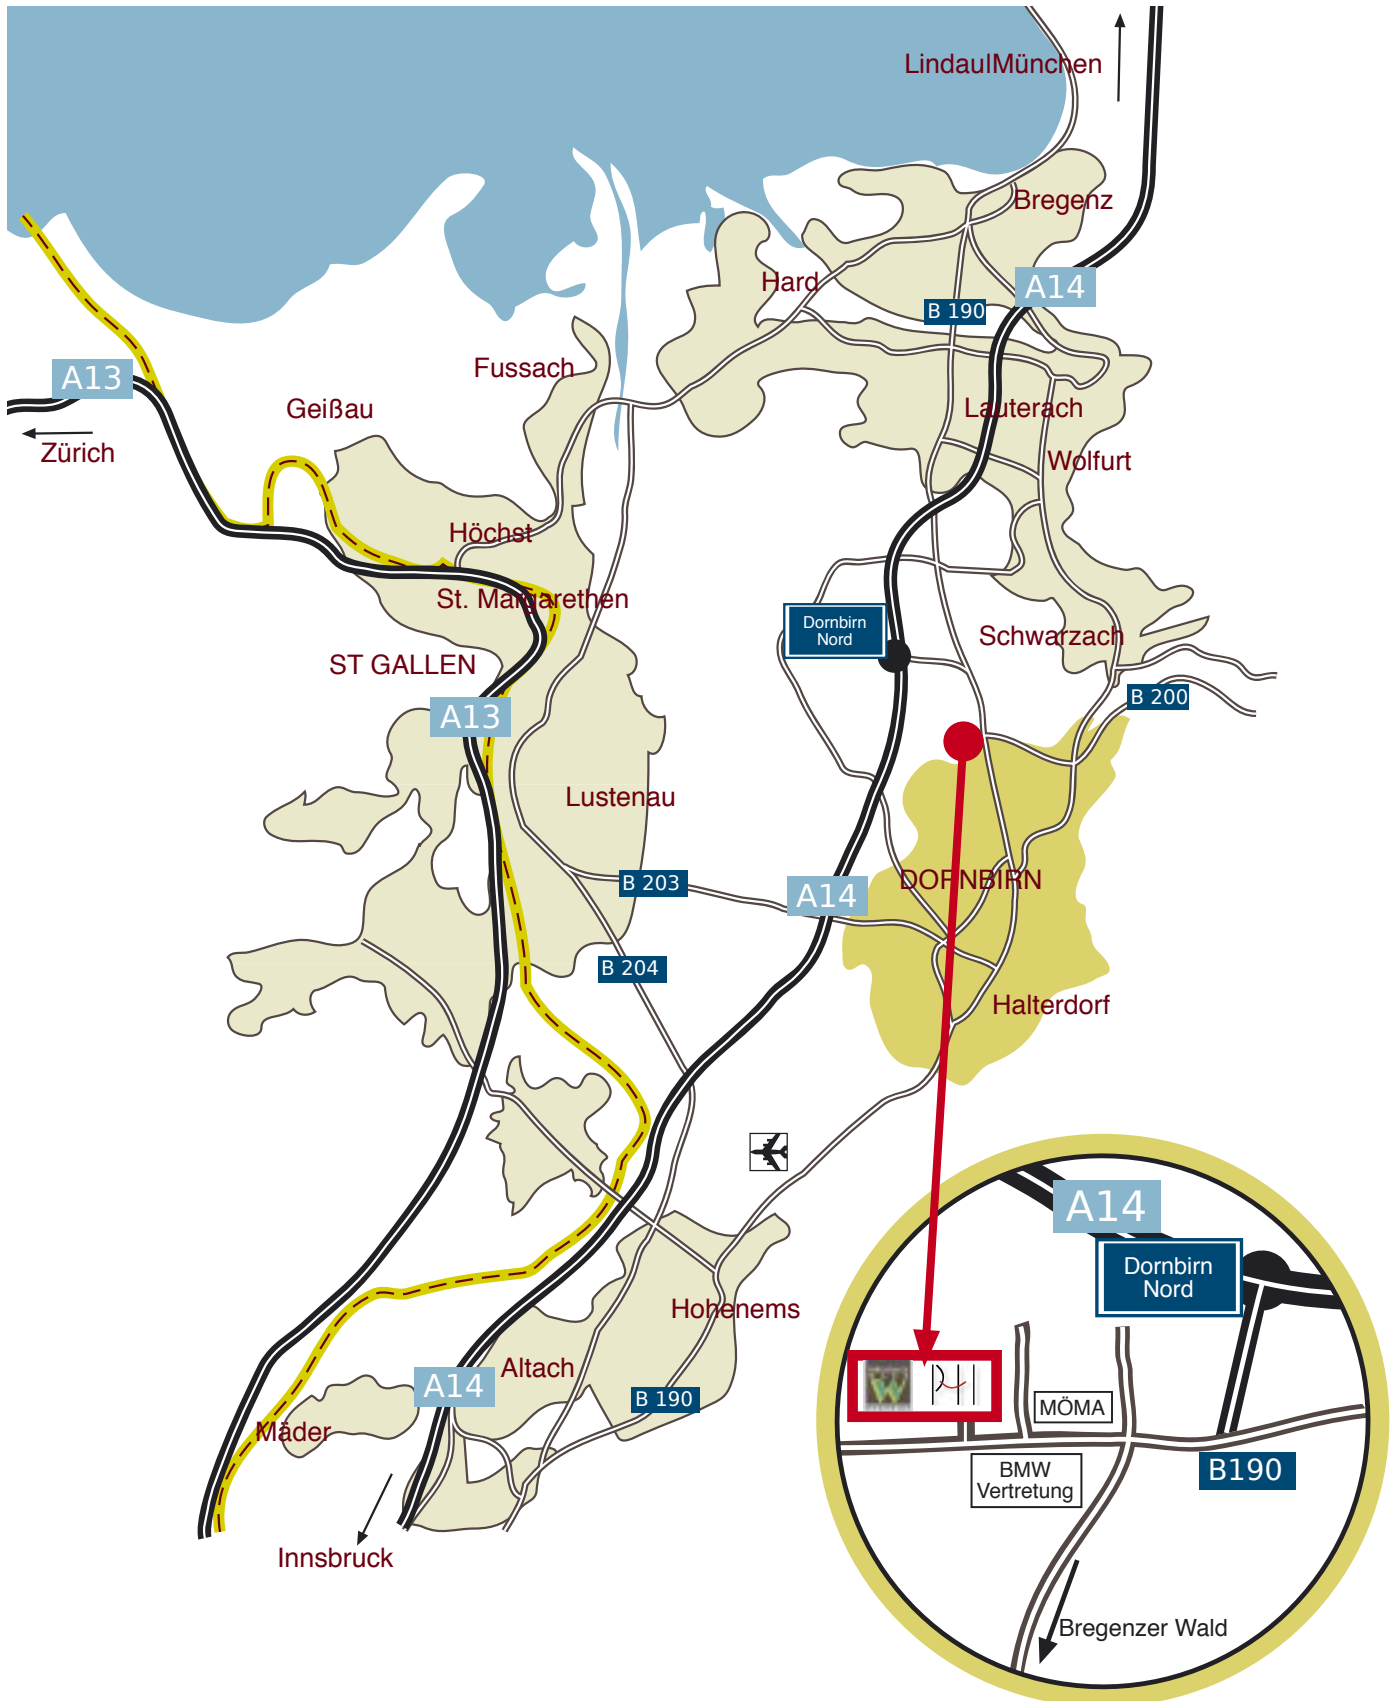 LindaulMünchen
Bregenz
A14
Hard
B 190
A13
Fussach
Geißau
Lauterach
Zürich
Wolfurt
Höchst
St. Margarethen
Dornbirn
Nord
Schwarzach
ST GALLEN
B 200
A13
Lustenau
B 203
DORNBIRN
A14
B 204
Halterdorf
A14
Dornbirn
Nord
Hohenems
Altach
A14
B 190
W
MÖMA
Mäder
BMW
Vertretung
B190
Innsbruck
Bregenzer Wald